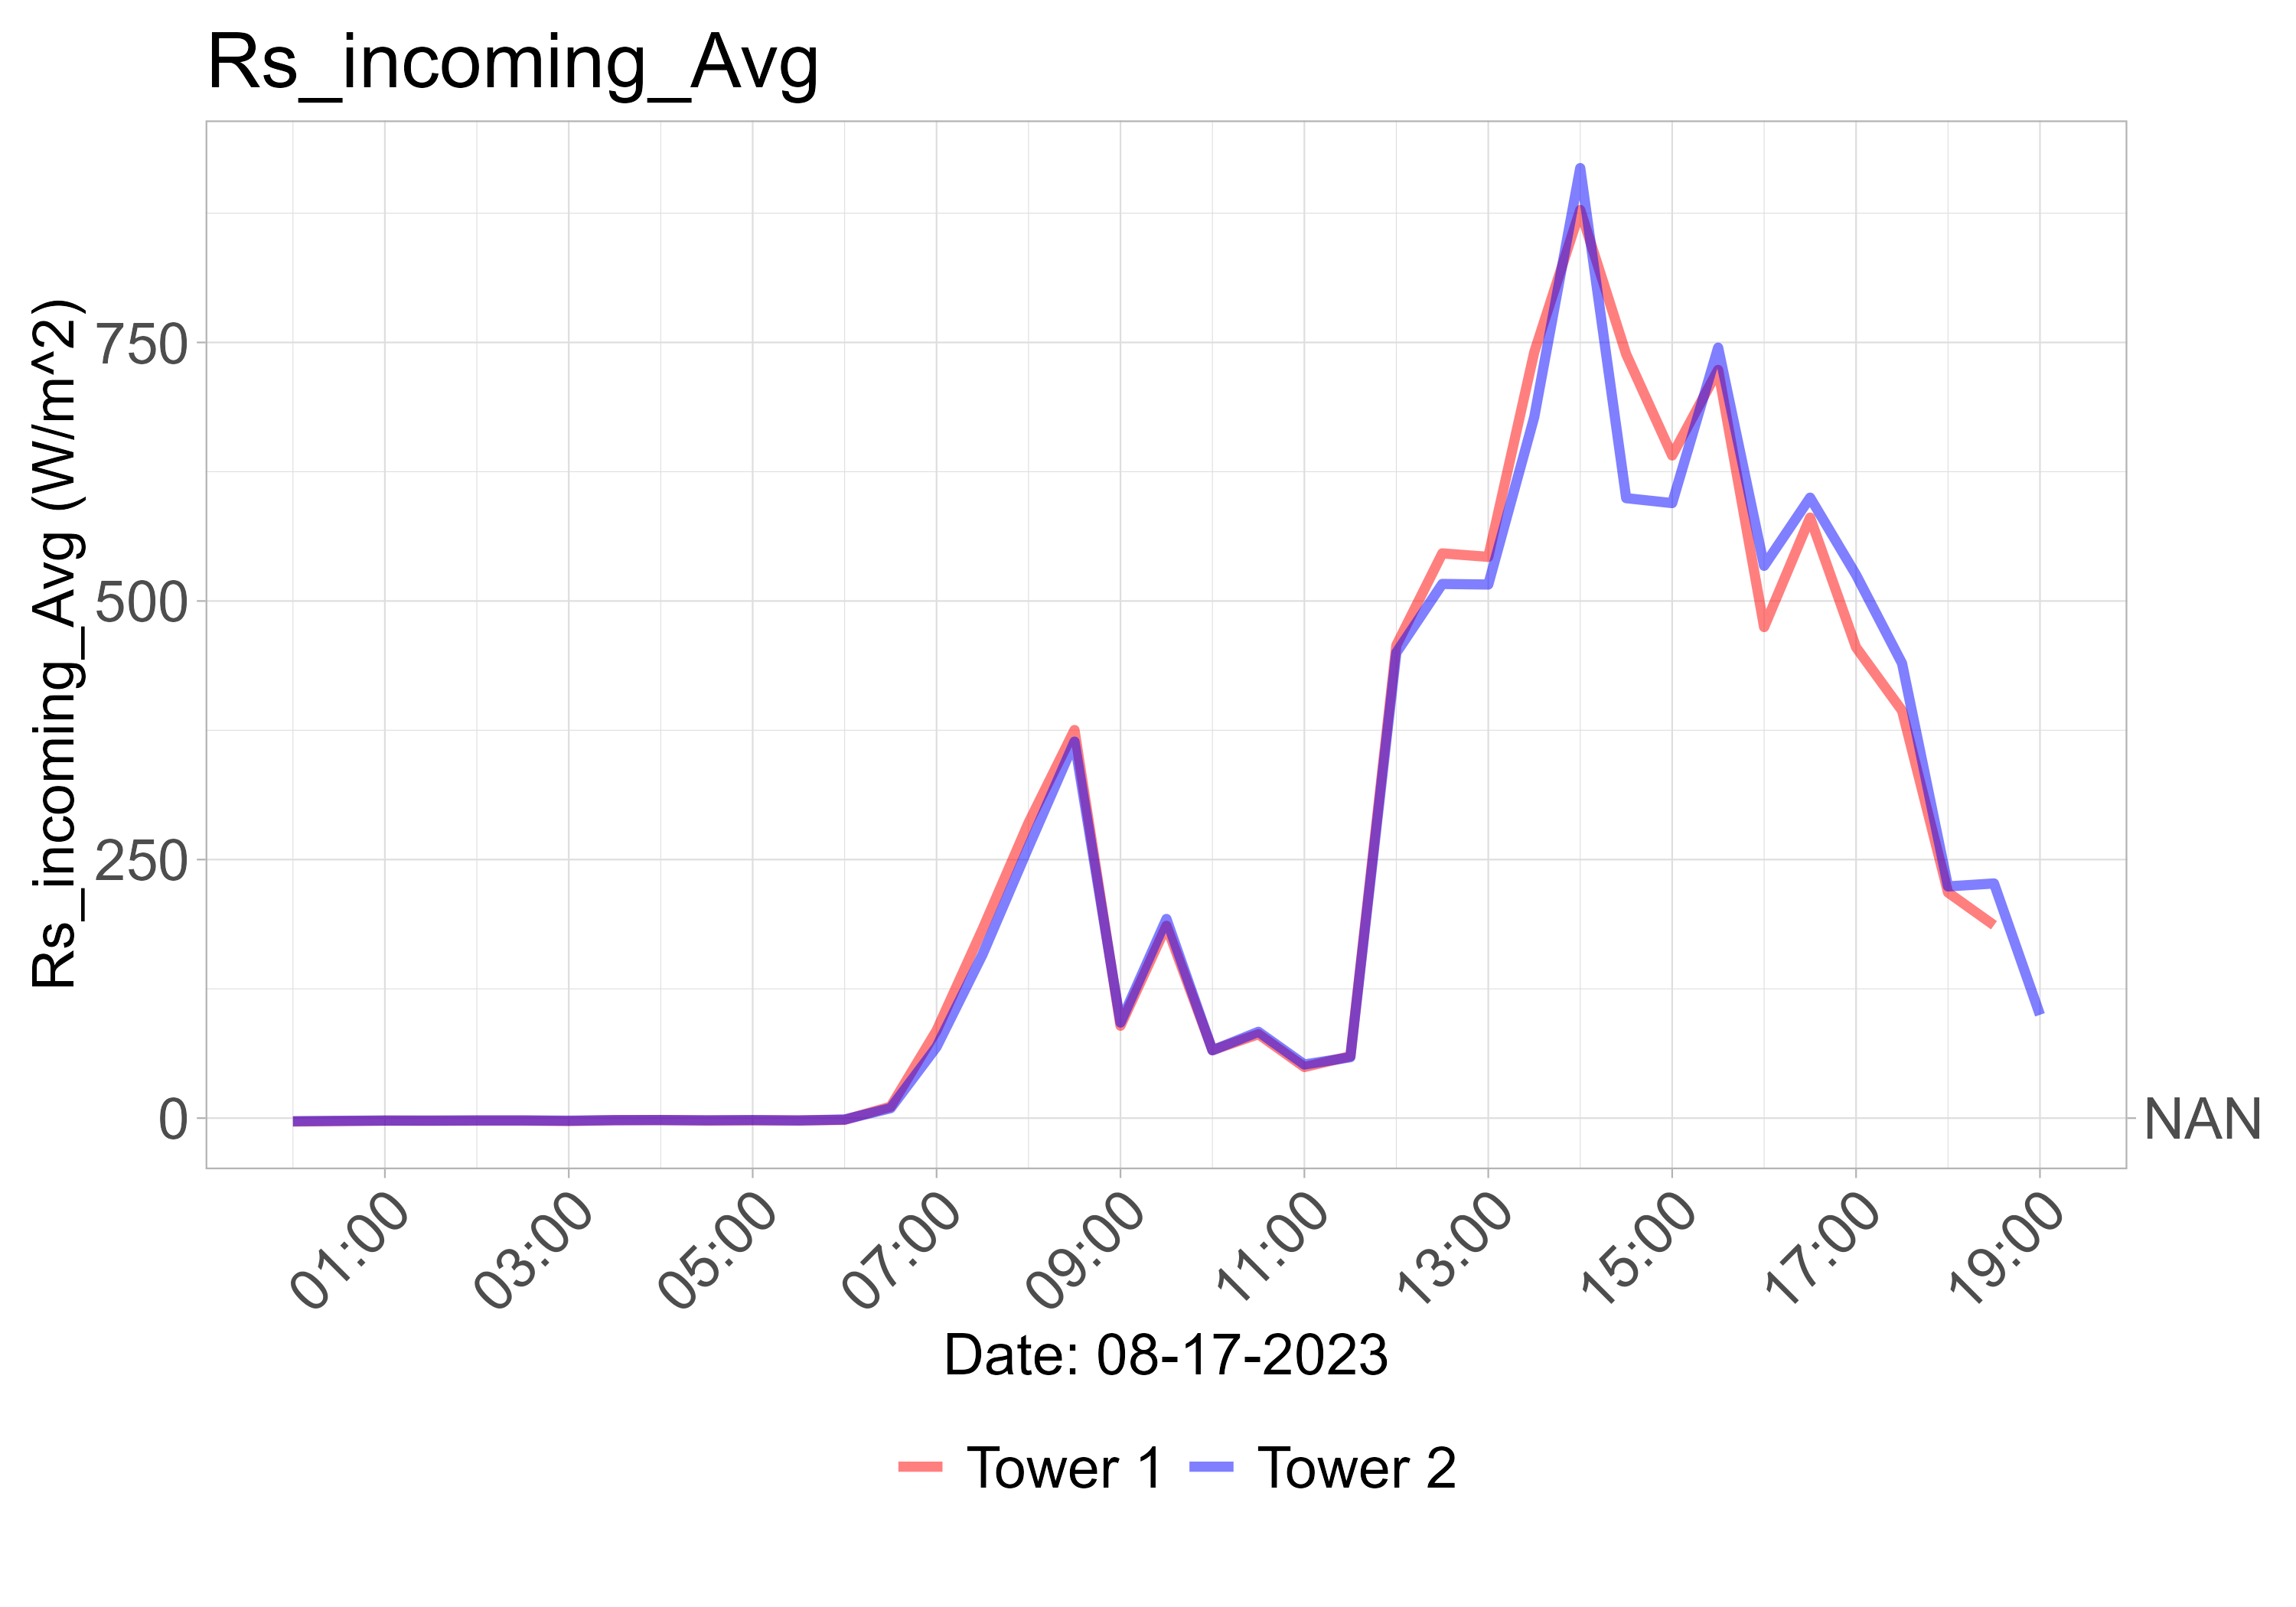 Rs_incoming_Avg
Rs_incoming_Avg (W/m^2)
750
500
250
0
NAN
01:00 03:00 05:00 07:00 09:00 11:00 13:00 15:00 17:00 19:00
Date: 08-17-2023
Tower 1 Tower 2